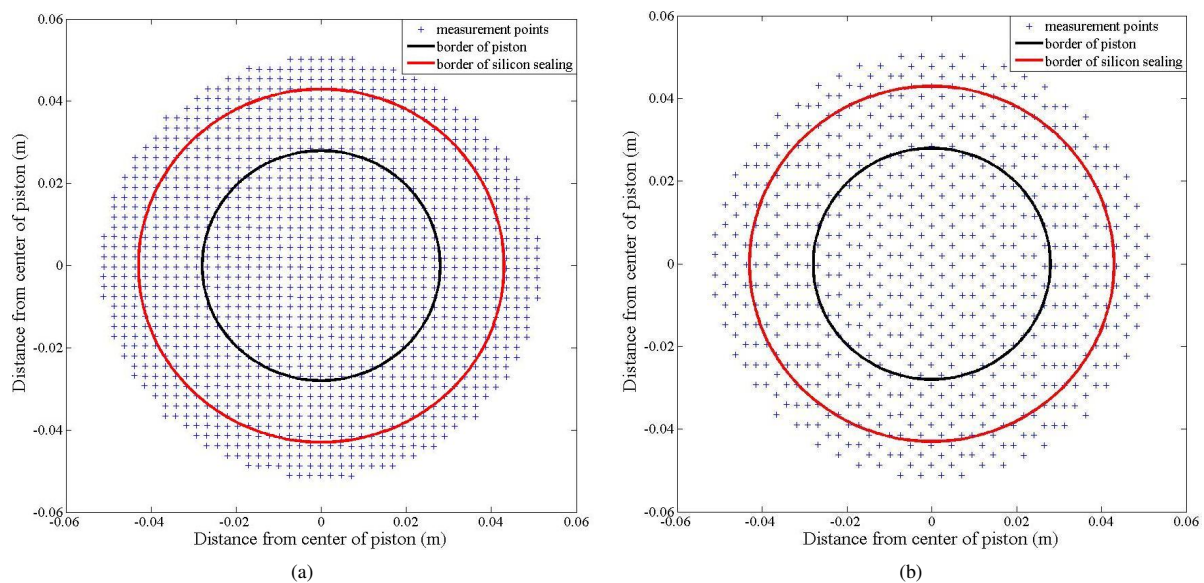 0.06
0.04
0.02
0
-0.02
-0.04
-0.06
-0.06
-0.04
-0.02
0
0.02
0.04
0.06
Distance from center of piston (m)
Distance from center of piston (m)
measurement points
border of piston
border of silicon sealing
(a)
0.06
0.04
0.02
0
-0.02
-0.04
-0.06
-0.06
-0.04
-0.02
0
0.02
0.04
0.06
Distance from center of piston (m)
Distance from center of piston (m)
measurement points
border of piston
border of silicon sealing
(b)